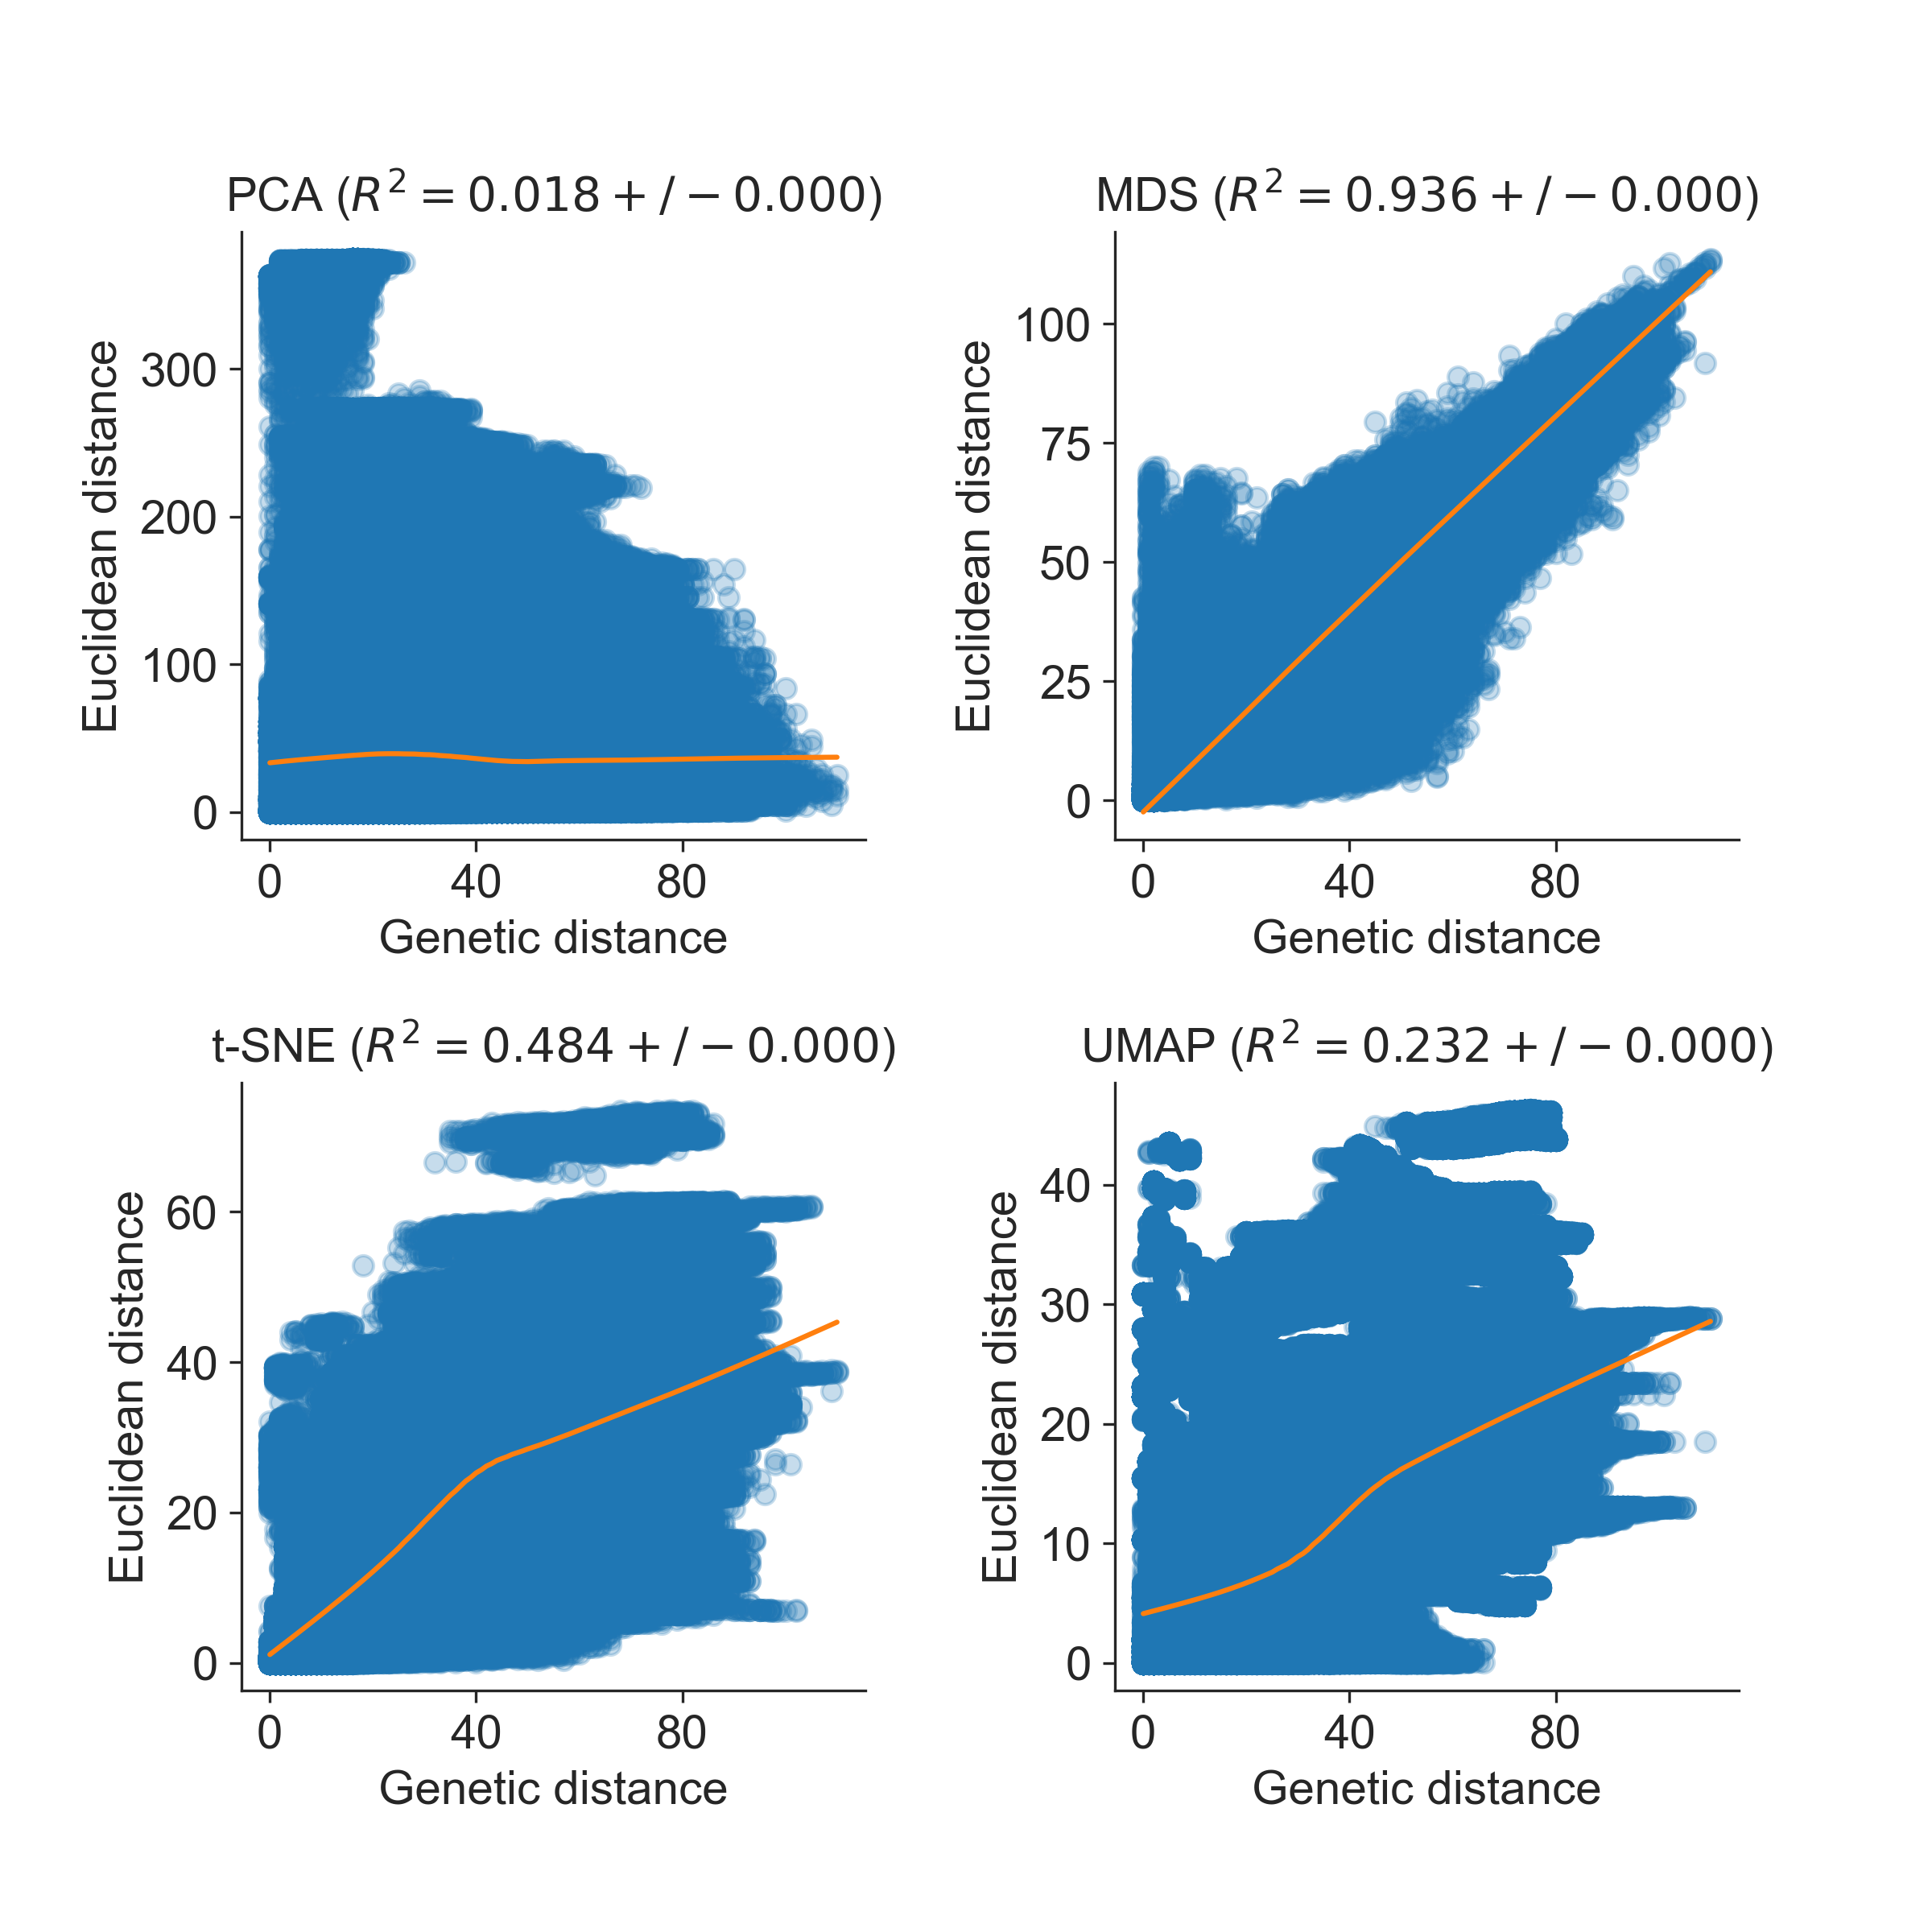 PCA (R² = 0.018 + / − 0.000)
Euclidean distance
300
200
100
0
0 40 80
Genetic distance
MDS (R² = 0.936 + / − 0.000)
Euclidean distance
100
75
50
25
0
0 40 80
Genetic distance
t-SNE (R² = 0.484 + / − 0.000)
Euclidean distance
60
40
20
0
0 40 80
Genetic distance
UMAP (R² = 0.232 + / − 0.000)
Euclidean distance
40
30
20
10
0
0 40 80
Genetic distance